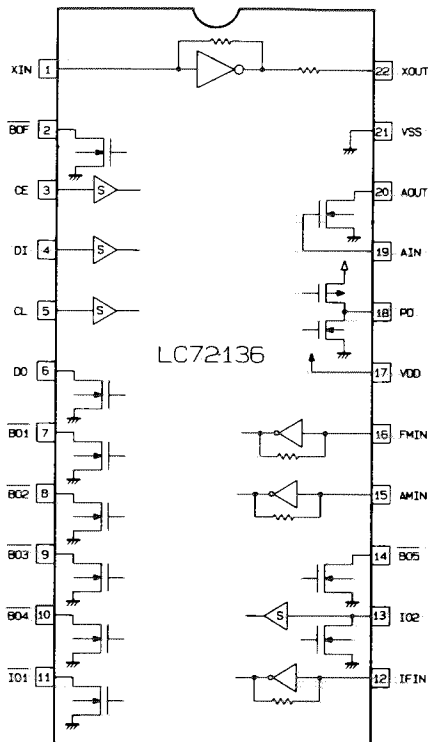 XIN 1
22 XOUT
BOF 2
21 VSS
CE 3
S
20 AOUT
DI 4
S
19 AIN
CL 5
S
18 PD
LC72136
DO 6
17 VDD
BO1 7
16 FMIN
BO2 8
15 AMIN
BO3 9
14 BO5
BO4 10
S
13 IO2
IO1 11
12 IFIN